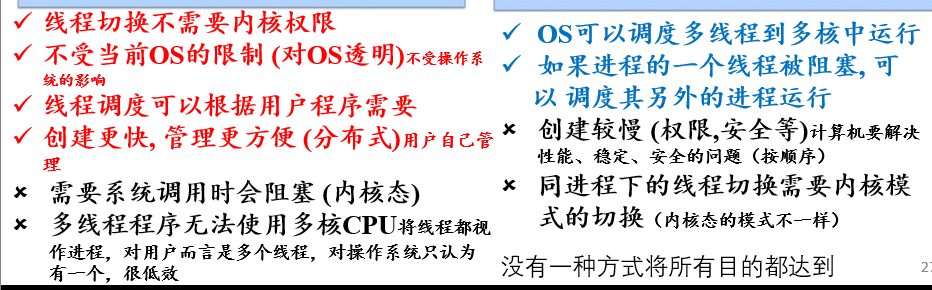 ✓ 线程切换不需要内核权限
✓ 不受当前OS的限制 (对OS透明)不受操作系
统的影响
✓ 线程调度可以根据用户程序需要
✓ 创建更快, 管理更方便 (分布式)用户自己管
理
× 需要系统调用时会阻塞 (内核态)
× 多线程程序无法使用多核CPU将线程都视
作进程，对用户而言是多个线程，对操作系统只认为
有一个，很低效
✓ OS可以调度多线程到多核中运行
✓ 如果进程的一个线程被阻塞, 可
以 调度其另外的进程运行
× 创建较慢 (权限,安全等)计算机要解决
性能、稳定、安全的问题（按顺序）
× 同进程下的线程切换需要内核模
式的切换（内核态的模式不一样）
没有一种方式将所有目的都达到
27